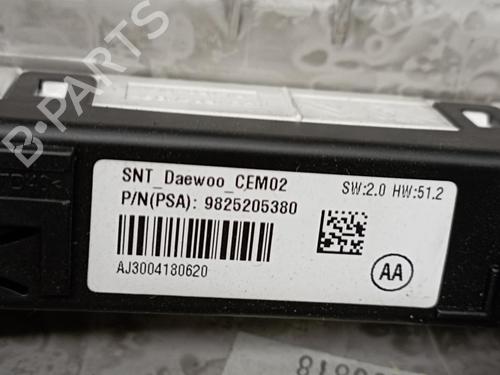 B-PARTS
SNT_Daewoo_CEM02
SW:2.0 HW:51.2
P/N(PSA): 9825205380
AJ3004180620
AA